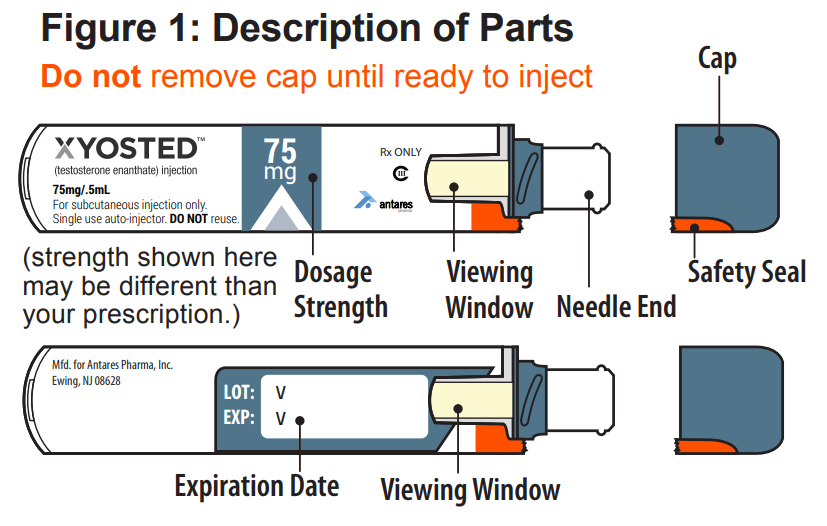 Figure 1: Description of Parts
Do not remove cap until ready to inject
Cap
XYOSTED™
(testosterone enanthate) injection
75mg/.5mL
For subcutaneous injection only.
Single use auto-injector. DO NOT reuse.
75
mg
Rx ONLY
C III
antares
pharma
(strength shown here
may be different than
your prescription.)
Dosage
Strength
Viewing
Window
Needle End
Safety Seal
Mfd. for Antares Pharma, Inc.
Ewing, NJ 08628
LOT: V
EXP: V
Expiration Date
Viewing Window